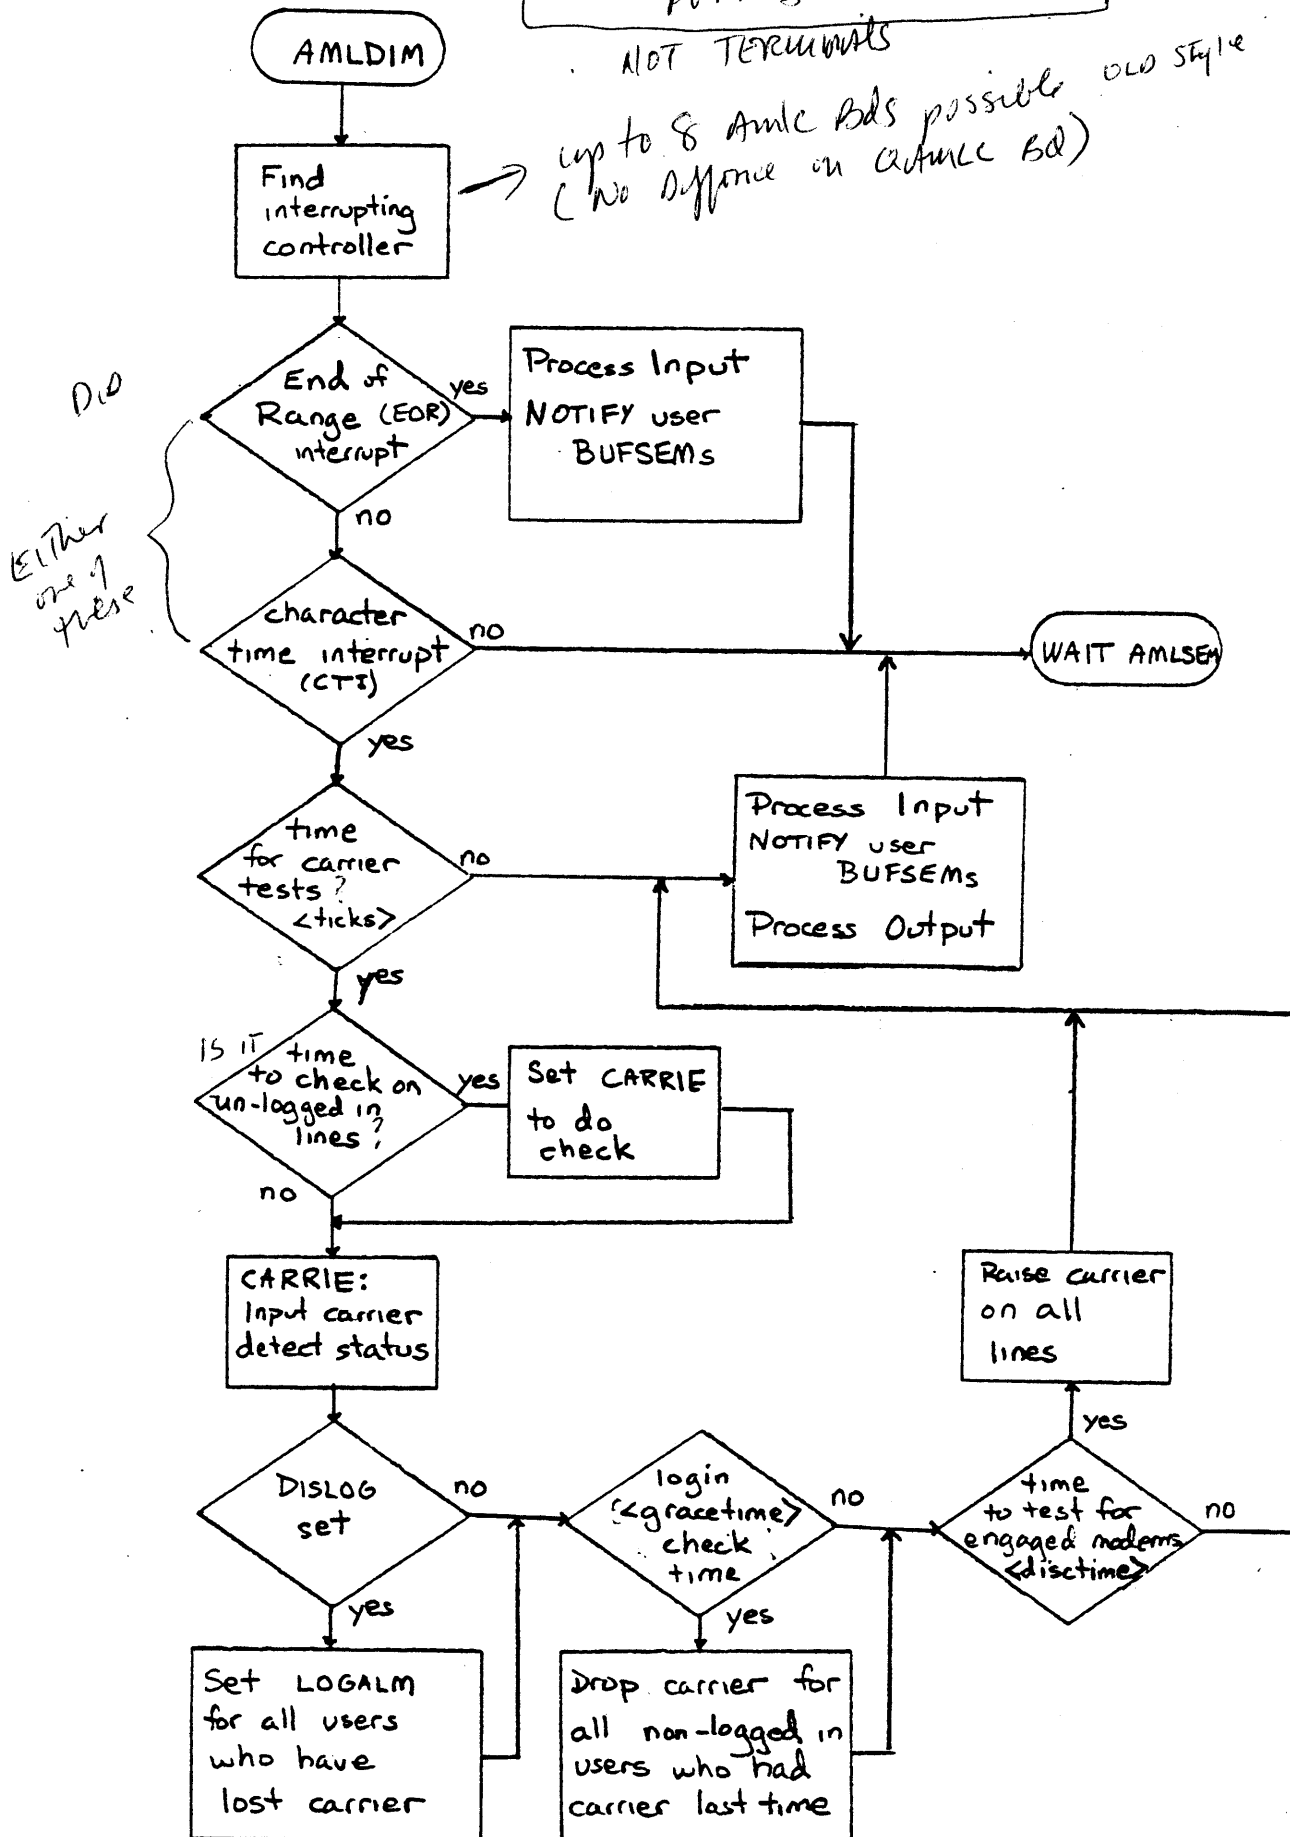 NOT TERMINALS
AMLDIM
up to 8 Amlc Bds possible OLD style
(No Diffrnce on QAMLC BD)
Find
interrupting
controller
DID
End of
Range (EOR)
interrupt
yes
Process Input
NOTIFY user
BUFSEMs
no
Either
one of
these
character
time interrupt
(CTI)
no
WAIT AMLSEM
yes
time
for carrier
tests?
<ticks>
no
Process Input
NOTIFY user
BUFSEMs
Process Output
yes
IS IT
time
to check on
un-logged in
lines?
yes
Set CARRIE
to do
check
no
CARRIE:
Input carrier
detect status
Raise carrier
on all
lines
yes
DISLOG
set
no
login
<gracetime>
check
time
no
time
to test for
engaged modems
<disctime>
no
yes
yes
Set LOGALM
for all users
who have
lost carrier
Drop carrier for
all non-logged in
users who had
carrier last time